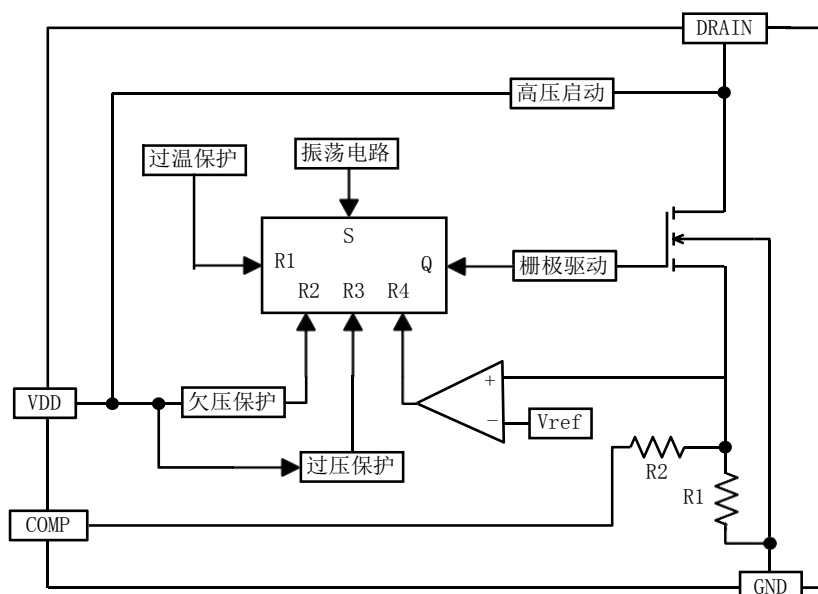 DRAIN
高压启动
过温保护
振荡电路
S
R1
Q
栅极驱动
R2
R3
R4
+
VDD
欠压保护
-
Vref
过压保护
R2
R1
COMP
GND